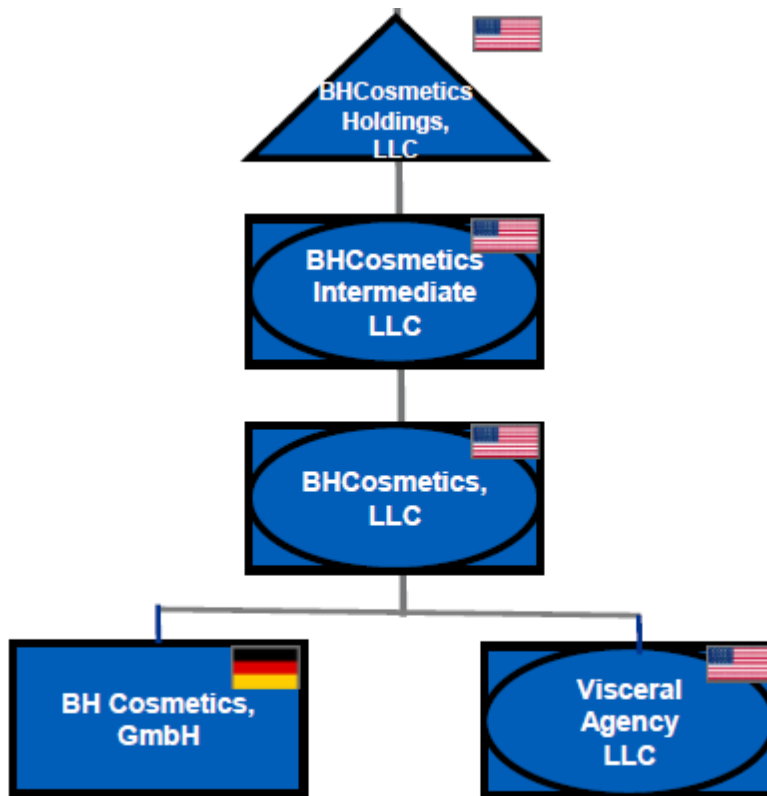 BHCosmetics
Holdings,
LLC
BHCosmetics
Intermediate
LLC
BHCosmetics,
LLC
BH Cosmetics,
GmbH
Visceral
Agency
LLC